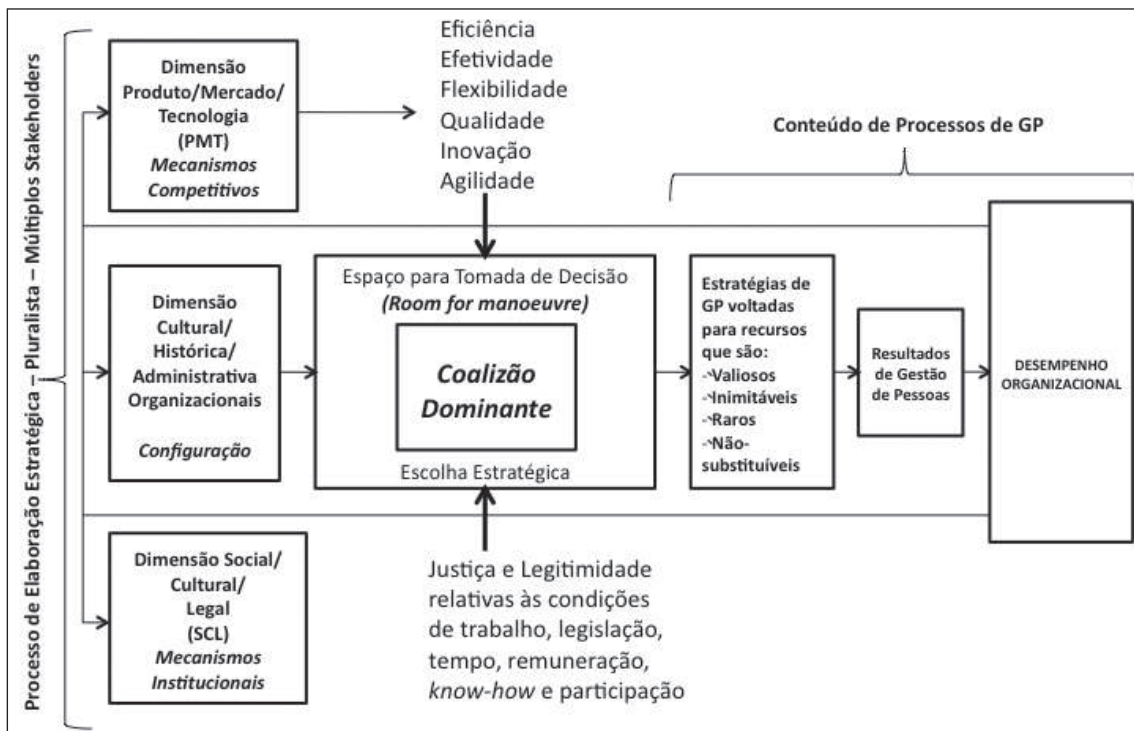 Processo de Elaboração Estratégica – Pluralista – Múltiplos Stakeholders
Dimensão
Produto/Mercado/
Tecnologia
(PMT)
Mecanismos
Competitivos
Eficiência
Efetividade
Flexibilidade
Qualidade
Inovação
Agilidade
Conteúdo de Processos de GP
Dimensão
Cultural/
Histórica/
Administrativa
Organizacionais
Configuração
Espaço para Tomada de Decisão
(Room for manoeuvre)
Coalizão
Dominante
Escolha Estratégica
Estratégias de
GP voltadas
para recursos
que são:
-Valiosos
-Inimitáveis
-Raros
-Não-
substituíveis
Resultados
de Gestão
de Pessoas
DESEMPENHO
ORGANIZACIONAL
Dimensão Social/
Cultural/
Legal
(SCL)
Mecanismos
Institucionais
Justiça e Legitimidade
relativas às condições
de trabalho, legislação,
tempo, remuneração,
know-how e participação